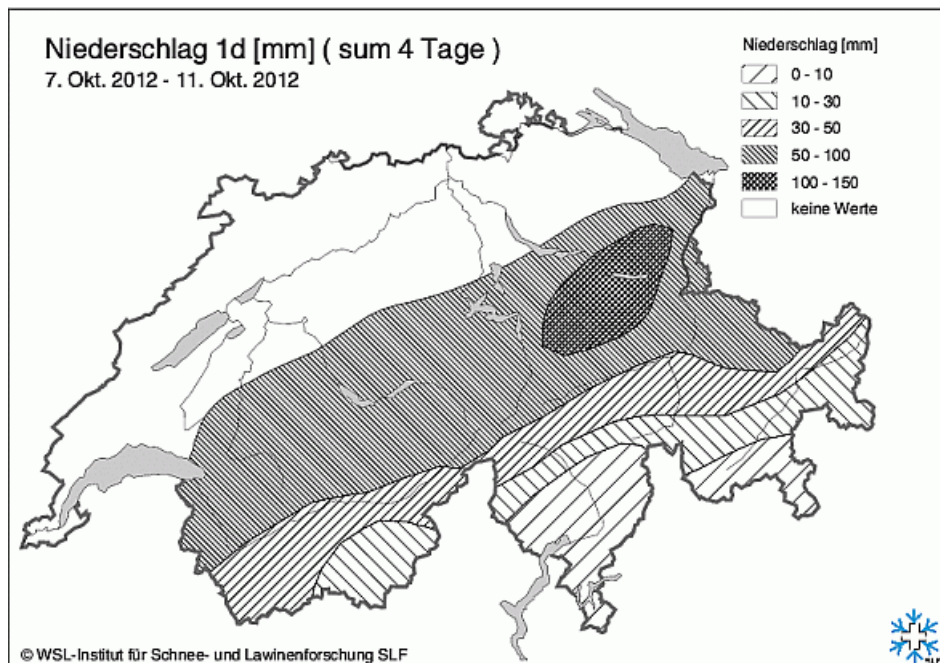 Niederschlag 1d [mm] ( sum 4 Tage )
7. Okt. 2012 - 11. Okt. 2012
Niederschlag [mm]
0 - 10
10 - 30
30 - 50
50 - 100
100 - 150
keine Werte
© WSL-Institut für Schnee- und Lawinenforschung SLF